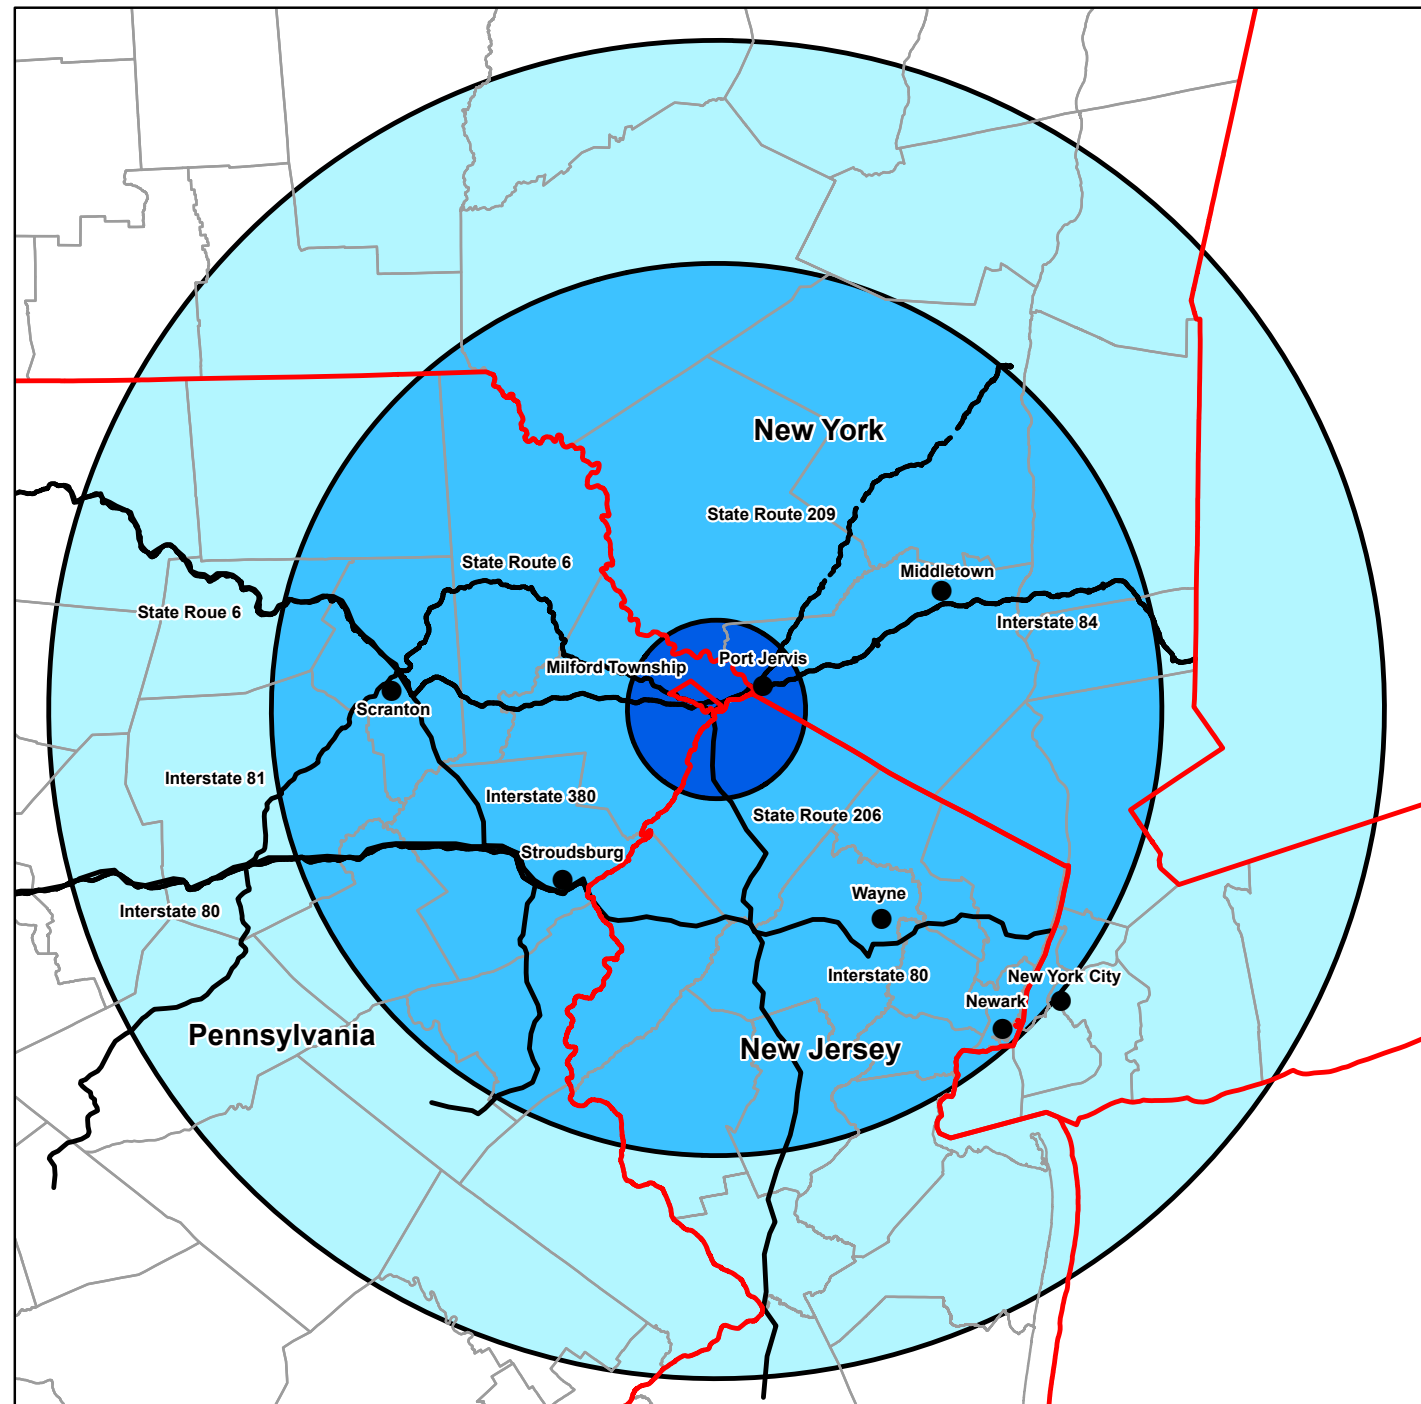 New York
State Route 209
State Route 6
Middletown
State Roue 6
Interstate 84
Port Jervis
Milford Township
Scranton
Interstate 81
Interstate 380
State Route 206
Stroudsburg
Wayne
Interstate 80
Interstate 80
New York City
Newark
Pennsylvania
New Jersey